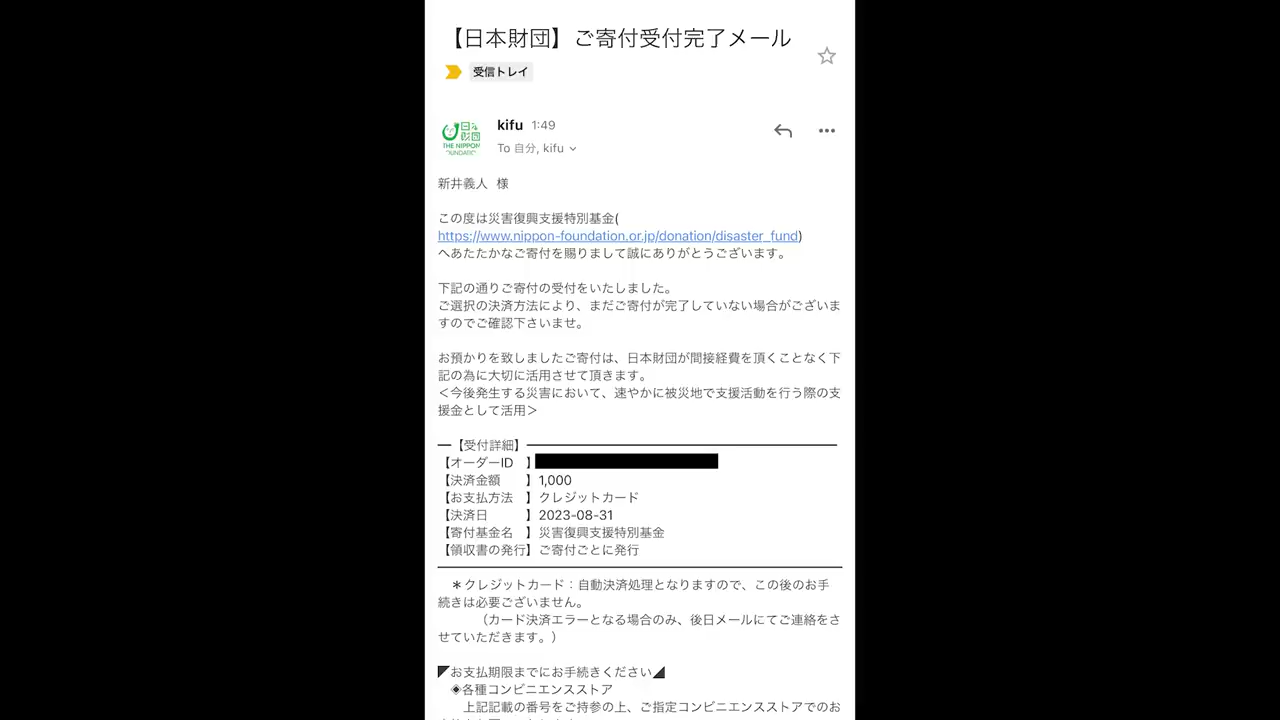 【日本財団】ご寄付受付完了メール
受信トレイ
kifu 1:49
日本
財団
THE NIPPON
FOUNDATION
To 自分, kifu
新井義人 様
この度は災害復興支援特別基金(
https://www.nippon-foundation.or.jp/donation/disaster_fund)
へあたたかなご寄付を賜りまして誠にありがとうございます。
下記の通りご寄付の受付をいたしました。
ご選択の決済方法により、まだご寄付が完了していない場合がございま
すのでご確認下さいませ。
お預かりを致しましたご寄付は、日本財団が間接経費を頂くことなく下
記の為に大切に活用させて頂きます。
＜今後発生する災害において、速やかに被災地で支援活動を行う際の支
援金として活用＞
━【受付詳細】━━━━━━━━━━━━━━━━━━
【オーダーID 】
【決済金額 】1,000
【お支払方法 】クレジットカード
【決済日 】2023-08-31
【寄付基金名 】災害復興支援特別基金
【領収書の発行】ご寄付ごとに発行
＊クレジットカード：自動決済処理となりますので、この後のお手
続きは必要ございません。
（カード決済エラーとなる場合のみ、後日メールにてご連絡をさ
せていただきます。）
◤お支払期限までにお手続きください◢
◈各種コンビニエンスストア
上記記載の番号をご持参の上、ご指定コンビニエンスストアでのお